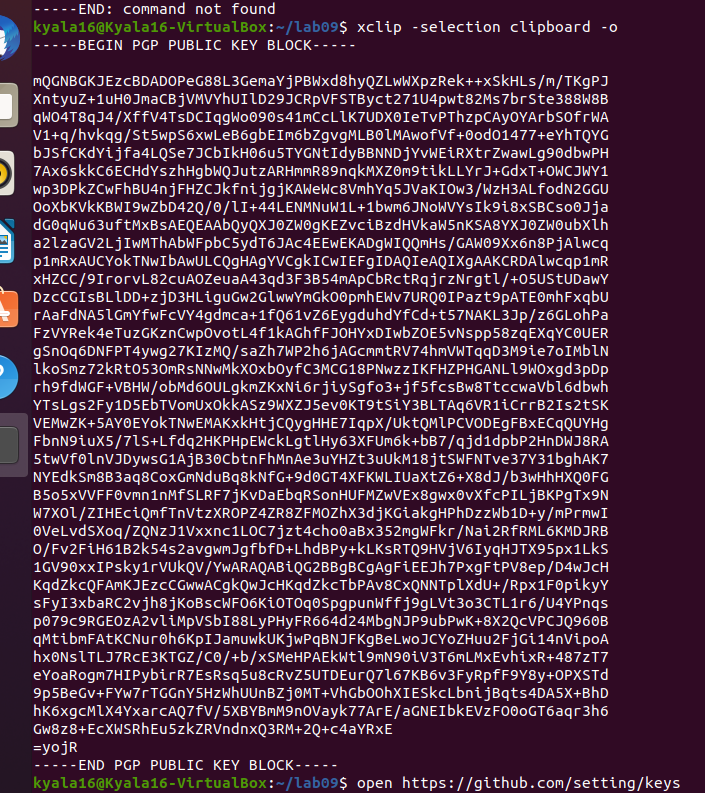 -----END: command not found
kyala16@Kyala16-VirtualBox:~/lab09$ xclip -selection clipboard -o
-----BEGIN PGP PUBLIC KEY BLOCK-----

mQGNBGKJEzcBDADOPeG88L3GemaYjPBWxd8hyQZLwWXpzRek++xSkHLs/m/TKgPJ
XntyuZ+1uH0JmaCBjVMVYhUIlD29JCRpVFSTByct271U4pwt82Ms7brSte388W8B
qWO4T8qJ4/XffV4TsDCIqgWo090s41mCcLlK7UDX0IeTvPThzpCAyOYArbSOfrWA
V1+q/hvkqg/St5wpS6xwLeB6gbEIm6bZgvgMLB0lMAwofVf+0odO1477+eYhTQYG
bJSfCKdYijfa4LQSe7JCbIkH06u5TYGNtIdyBBNNDjYvWEiRXtrZwawLg90dbwPH
7Ax6skkC6ECHdYszhHgbWQJutzARHmmR89nqkMXZ0m9tikLLYrJ+GdxT+OWCJWY1
wp3DPkZCwFhBU4njFHZCJkfnijgjKAWeWc8VmhYq5JVaKIOw3/WzH3ALfodN2GGU
OoXbKVkKBWI9wZbD42Q/0/lI+44LENMNuW1L+1bwm6JNoWVYsIk9i8xSBCso0Jja
dG0qWu63uftMxBsAEQEAAbQyQXJ0ZW0gKEZvciBzdHVkaW5nKSA8YXJ0ZW0ubXlh
a2lzaGV2LjIwMThAbWFpbC5ydT6JAc4EEwEKADgWIQQmHs/GAW09Xx6n8PjAlwcq
p1mRxAUCYokTNwIbAwULCQgHAgYVCgkICwIEFgIDAQIeAQIXgAAKCRDAlwcqp1mR
xHZCC/9IrorvL82cuAOZeuaA43qd3F3B54mApCbRctRqjrzNrgtl/+O5UStUDawY
DzcCGIsBLlDD+zjD3HLiguGw2GlwwYmGkO0pmhEWv7URQ0IPazt9pATE0mhFxqbU
rAaFdNA5lGmYfwFcVY4gdmca+1fQ61vZ6EygduhdYfCd+t57NAKL3Jp/z6GLohPa
FzVYRek4eTuzGKznCwpOvotL4f1kAGhfFJOHYxDIwbZOE5vNspp58zqEXqYC0UER
gSnOq6DNFPT4ywg27KIzMQ/saZh7WP2h6jAGcmmtRV74hmVWTqqD3M9ie7oIMblN
lkoSmz72kRtO53OmRsNNwMkXOxbOyfC3MCG18PNwzzIKFHZPHGANLl9WOxgd3pDp
rh9fdWGF+VBHW/obMd6OULgkmZKxNi6rjiySgfo3+jf5fcsBw8TtccwaVbl6dbwh
YTsLgs2Fy1D5EbTVomUxOkkASz9WXZJ5ev0KT9tSiY3BLTAq6VR1iCrrB2Is2tSK
VEMwZK+5AY0EYokTNwEMAKxkHtjCQygHHE7IqpX/UktQMlPCVODEgFBxECqQUYHg
FbnN9iuX5/7lS+Lfdq2HKPHpEWckLgtlHy63XFUm6k+bB7/qjd1dpbP2HnDWJ8RA
5twVf0lnVJDywsG1AjB30CbtnFhMnAe3uYHZt3uUkM18jtSWFNTve37Y31bghAK7
NYEdkSm8B3aq8CoxGmNduBq8kNfG+9d0GT4XFKWLIUaXtZ6+X8dJ/b3wHhHXQ0FG
B5o5xVVFF0vmn1nMfSLRF7jKvDaEbqRSonHUFMZwVEx8gwx0vXfcPILjBKPgTx9N
W7XOl/ZIHEciQmfTnVtzXROPZ4ZR8ZFMOZhX3djKGiakgHPhDzzWb1D+y/mPrmwI
0VeLvdSXoq/ZQNzJ1Vxxnc1LOC7jzt4cho0aBx352mgWFkr/Nai2RfRML6KMDJRB
O/Fv2FiH61B2k54s2avgwmJgfbfD+LhdBPy+kLKsRTQ9HVjV6IyqHJTX95px1LkS
1GV90xxIPsky1rVUkQV/YwARAQABiQG2BBgBCgAgFiEEJh7PxgFtPV8ep/D4wJcH
KqdZkcQFAmKJEzcCGwwACgkQwJcHKqdZkcTbPAv8CxQNNTplXdU+/Rpx1F0pikyY
sFyI3xbaRC2vjh8jKoBscWFO6KiOTOq0SpgpunWffj9gLVt3o3CTL1r6/U4YPnqs
p079c9RGEOzA2vliMpVSbI88LyPHyFR664d24MbgNJP9ubPwK+8X2QcVPCJQ960B
qMtibmFAtKCNur0h6KpIJamuwkUKjwPqBNJFKgBeLwoJCYoZHuu2FjGi14nVipoA
hx0NslTLJ7RcE3KTGZ/C0/+b/xSMeHPAEkWtl9mN90iV3T6mLMxEvhixR+487zT7
eYoaRogm7HIPybirR7EsRsq5u8cRvZ5UTDEurQ7l67KB6v3FyRpfF9Y8y+OPXSTd
9p5BeGv+FYw7rTGGnY5HzWhUUnBZj0MT+VhGbOOhXIESkcLbnijBqts4DA5X+BhD
hK6xgcMlX4YxarcAQ7fV/5XBYBmM9nOVayk77ArE/aGNEIbkEVzFO0oGT6aqr3h6
Gw8z8+EcXWSRhEu5zkZRVndnxQ3RM+2Q+c4aYRxE
=yojR
-----END PGP PUBLIC KEY BLOCK-----
kyala16@Kyala16-VirtualBox:~/lab09$ open https://github.com/setting/keys